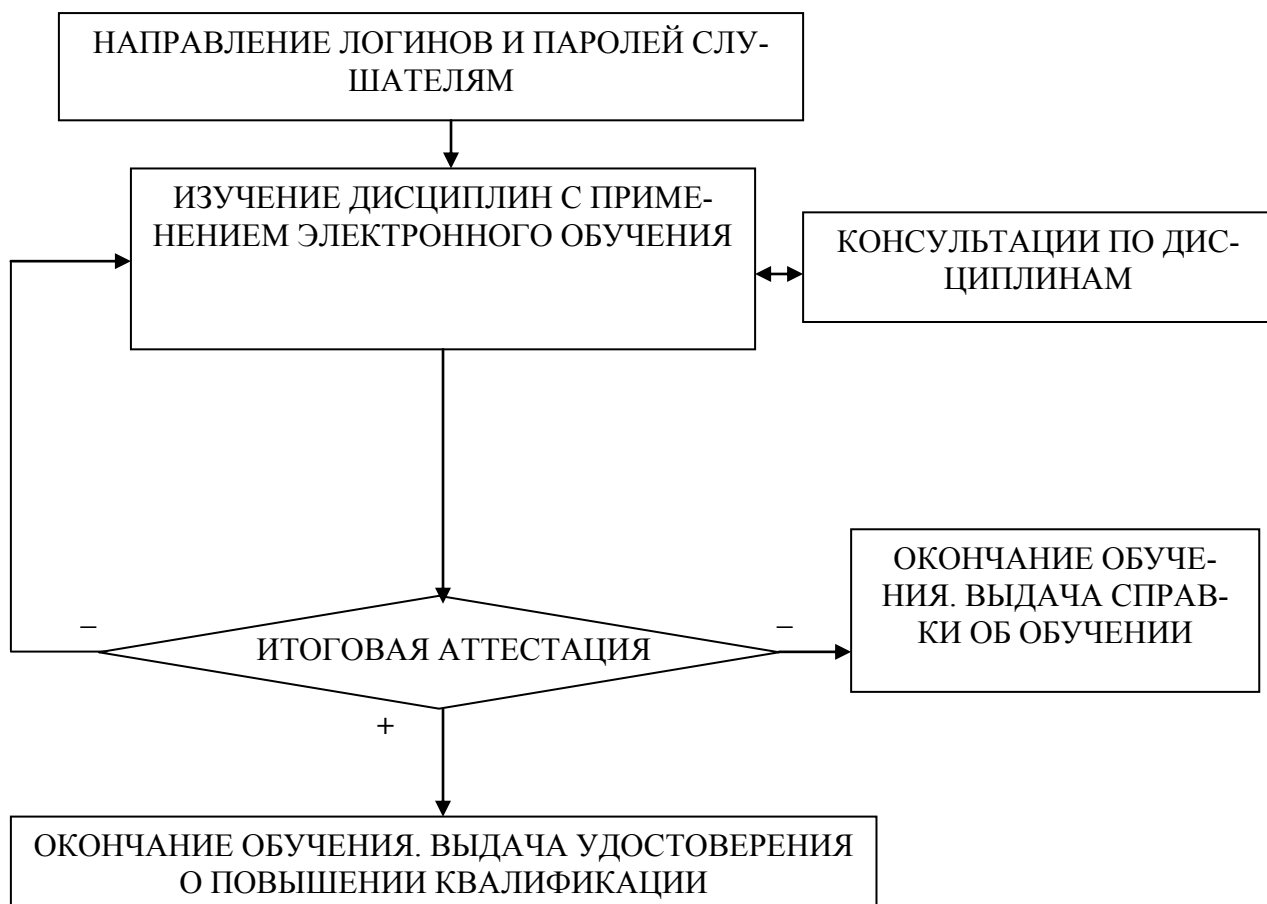 НАПРАВЛЕНИЕ ЛОГИНОВ И ПАРОЛЕЙ СЛУ-
ШАТЕЛЯМ
ИЗУЧЕНИЕ ДИСЦИПЛИН С ПРИМЕ-
НЕНИЕМ ЭЛЕКТРОННОГО ОБУЧЕНИЯ
КОНСУЛЬТАЦИИ ПО ДИС-
ЦИПЛИНАМ
ОКОНЧАНИЕ ОБУЧЕ-
НИЯ. ВЫДАЧА СПРАВ-
КИ ОБ ОБУЧЕНИИ
–
–
ИТОГОВАЯ АТТЕСТАЦИЯ
+
ОКОНЧАНИЕ ОБУЧЕНИЯ. ВЫДАЧА УДОСТОВЕРЕНИЯ
О ПОВЫШЕНИИ КВАЛИФИКАЦИИ